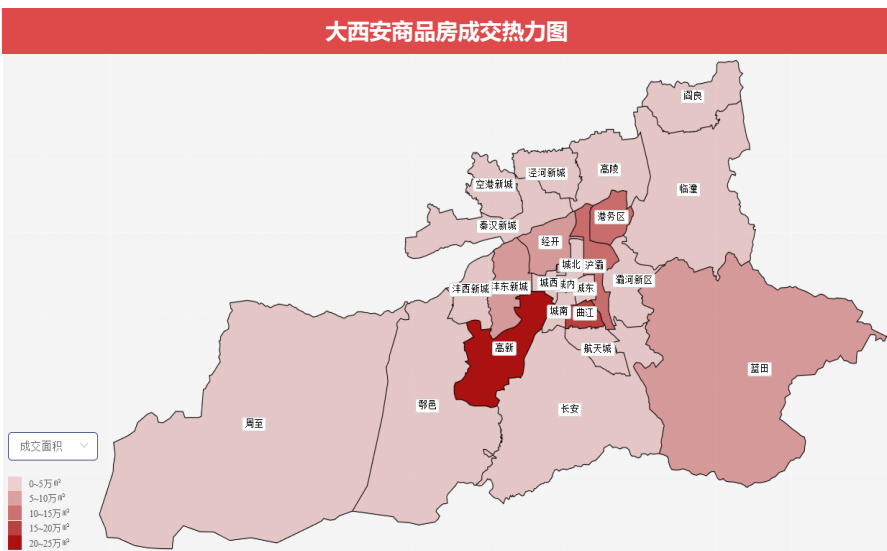 大西安商品房成交热力图
阎良
高陵
泾河新城
空港新城
临潼
港务区
秦汉新城
经开
城北
浐灞
灞河新区
城西
城内
城东
沣西新城
沣东新城
城南
曲江
高新
航天城
蓝田
鄠邑
长安
周至
成交面积
0~5万㎡
5~10万㎡
10~15万㎡
15~20万㎡
20~25万㎡